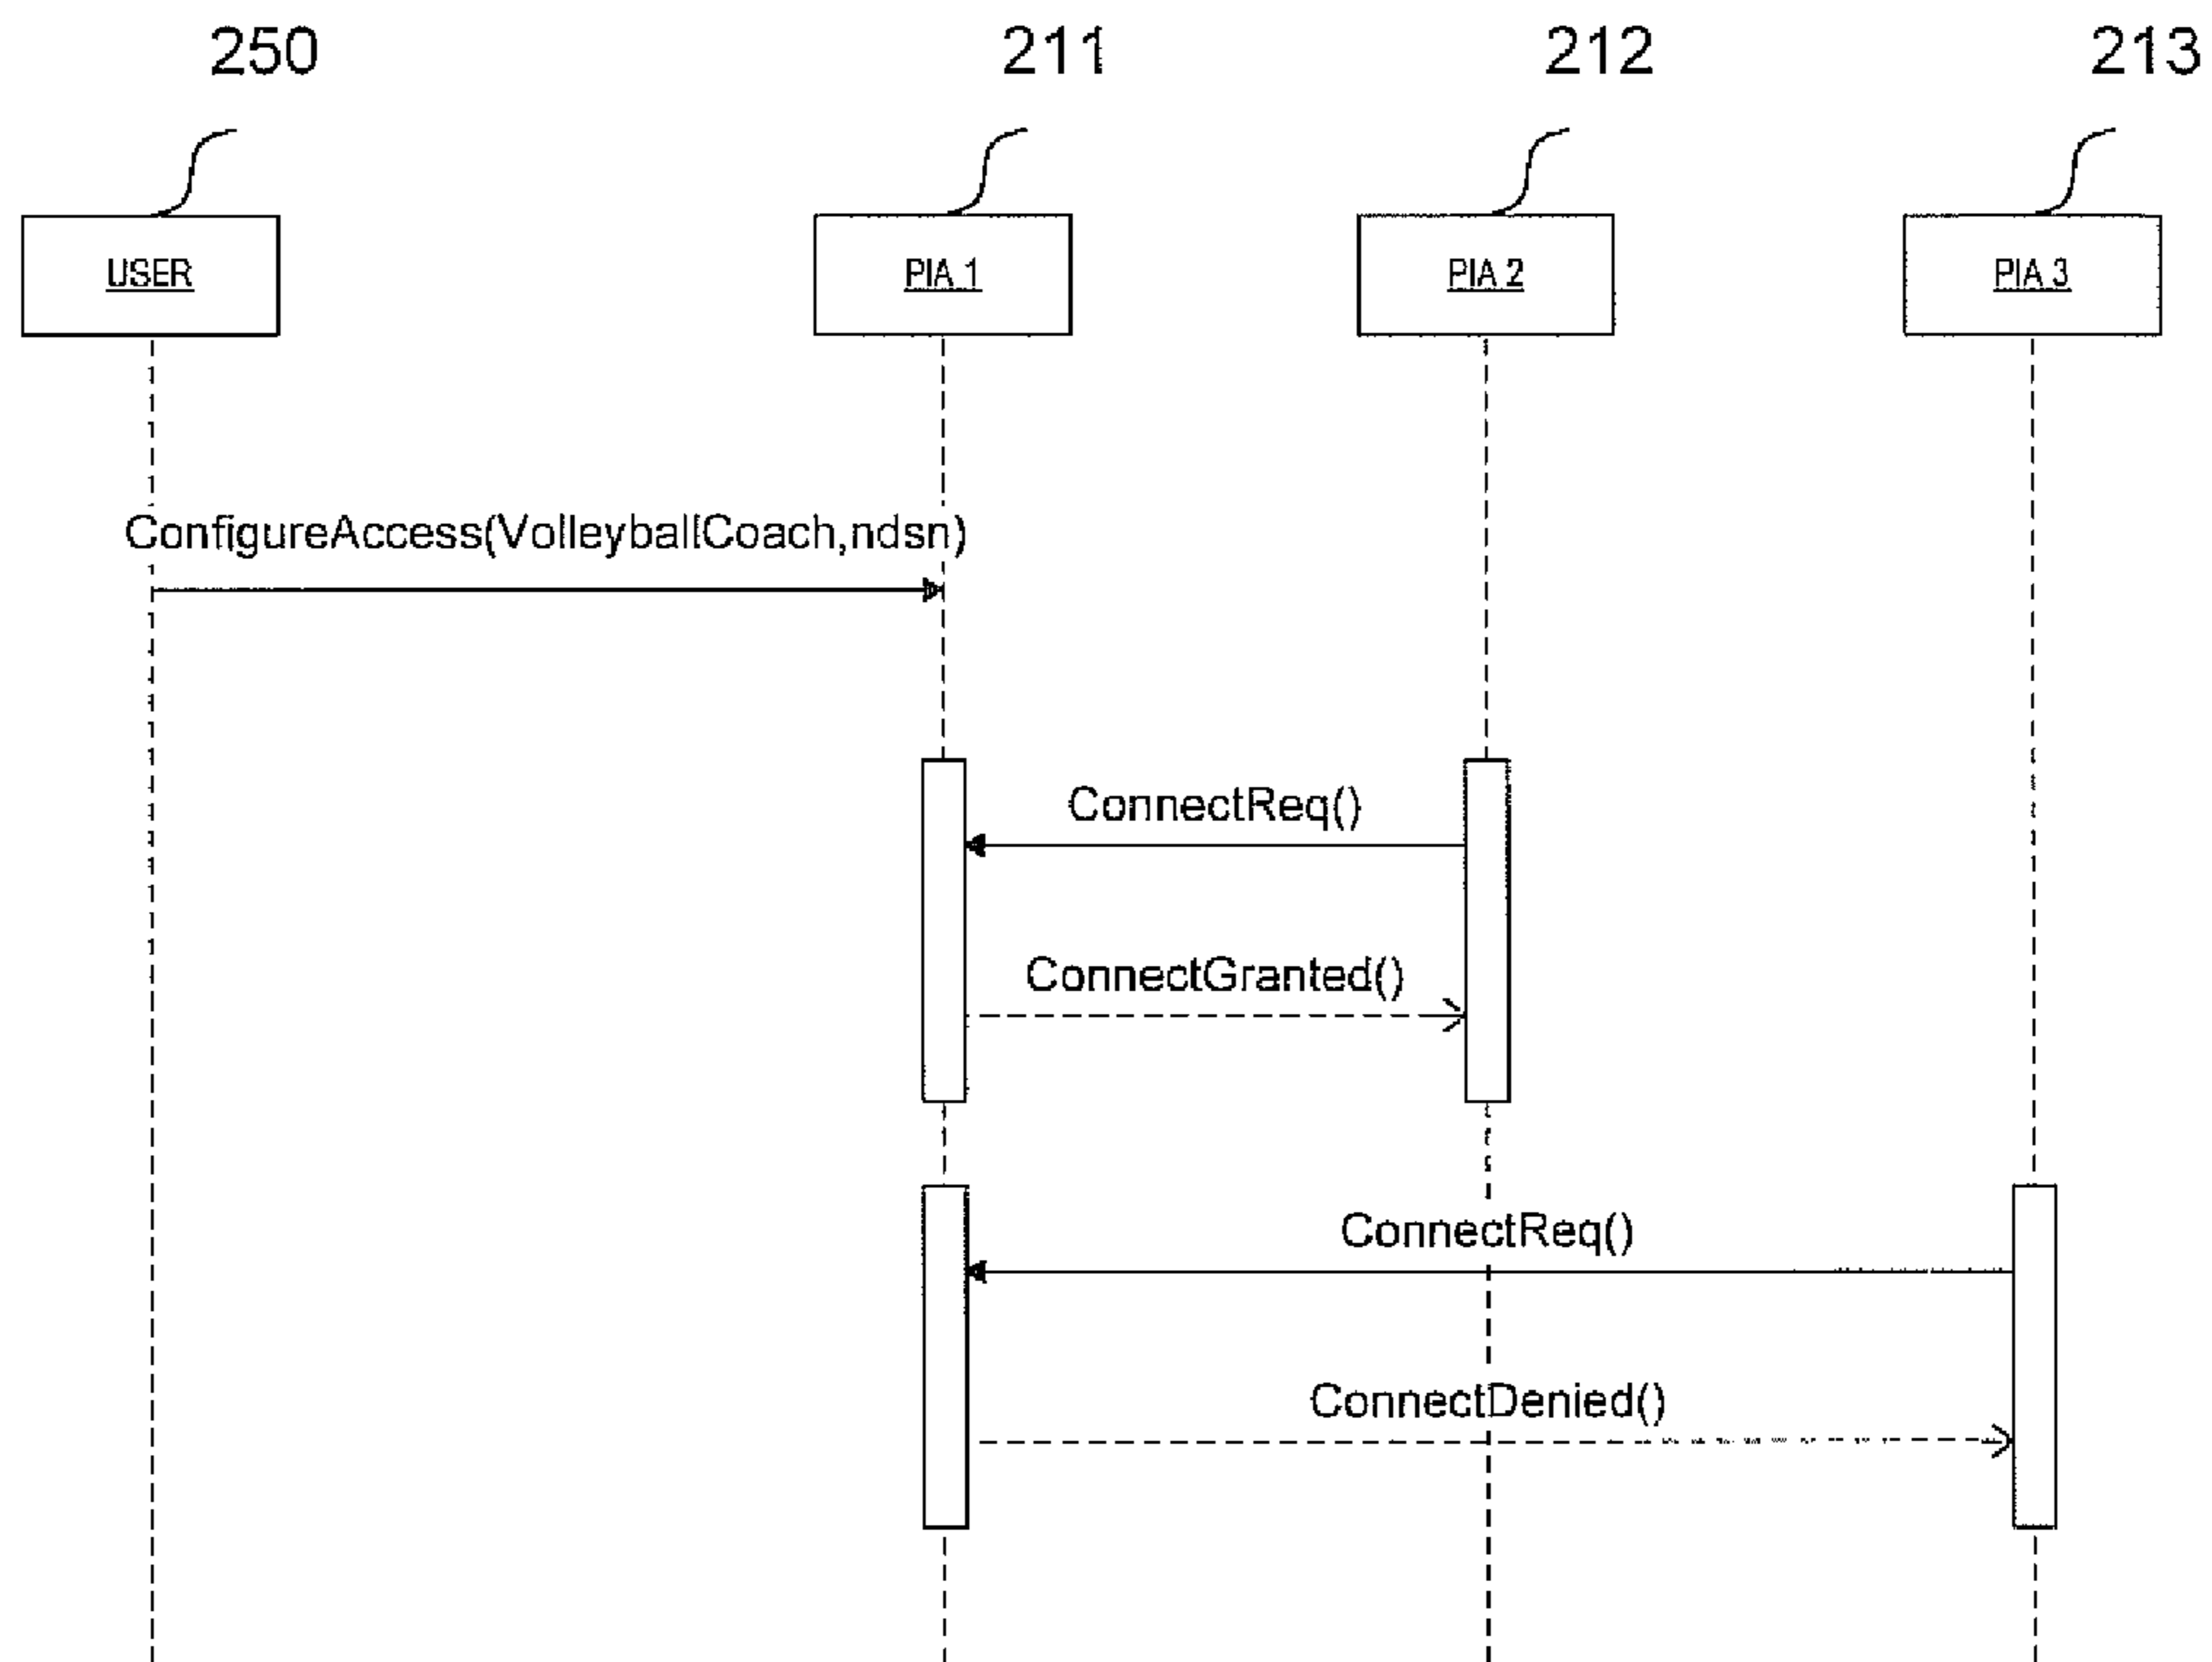 250 211 212 213
USER PIA 1 PIA 2 PIA 3
ConfigureAccess(VolleyballCoach,ndsn)
ConnectReq()
ConnectGranted()
ConnectReq()
ConnectDenied()